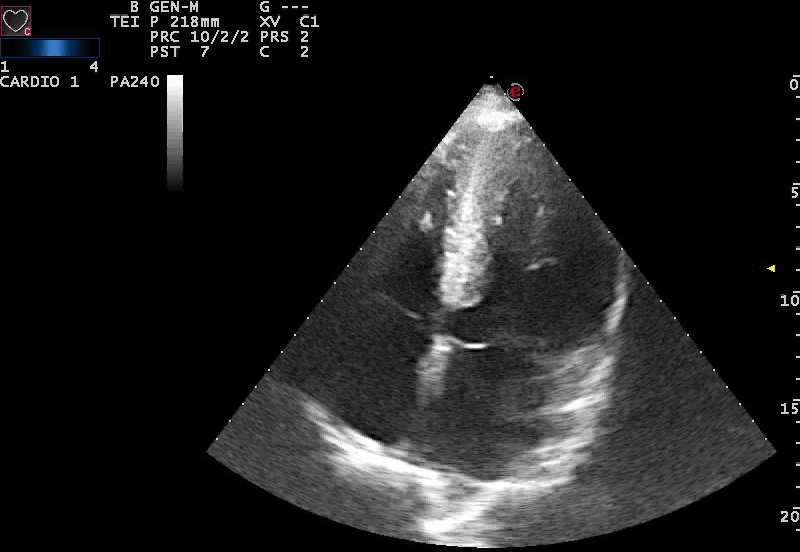 B GEN-M G ---
TEI P 218mm XV C1
PRC 10/2/2 PRS 2
PST 7 C 2
C
1 4
CARDIO 1 PA240
e
0
5
10
15
20